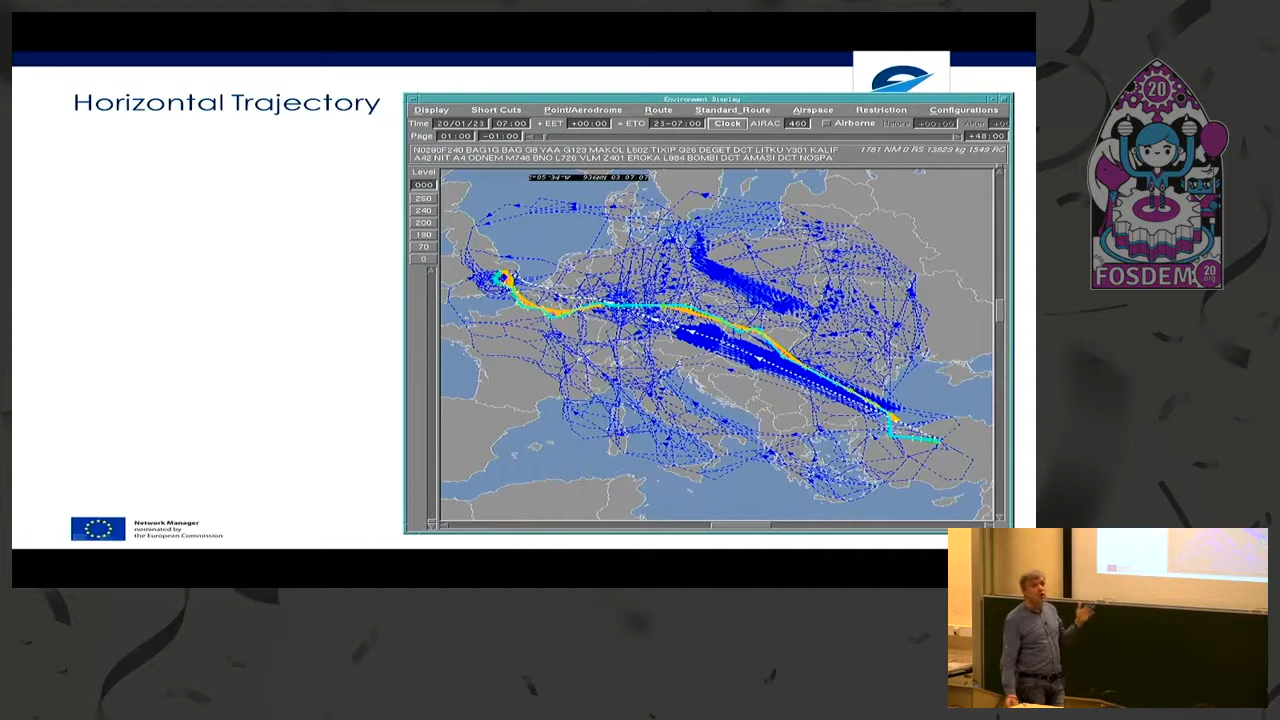 Horizontal Trajectory
Environment Display
Display Short Cuts Point/Aerodrome Route Standard_Route Airspace Restriction Configurations
Time 20/01/23 07:00 + EET +00:00 = ETO 23-07:00 Clock AIRAC 460 Airborne Before +00:00 After
Page 01:00 -01:00 +48:00
N0280F240 BAG1G BAG G8 YAA G123 MAKOL L602 TIXIP Q26 DEGET DCT LITKU Y301 KALIF 1781 NM 0 RS 13829 kg 1549 RC
A42 NIT A4 ODNEM M748 BNO L726 VLM Z401 EROKA L984 BOMBI DCT AMASI DCT NOSPA
Level
000
250
240
200
190
70
0
Network Manager
nominated by
the European Commission
20
FOSDEM
20
.org